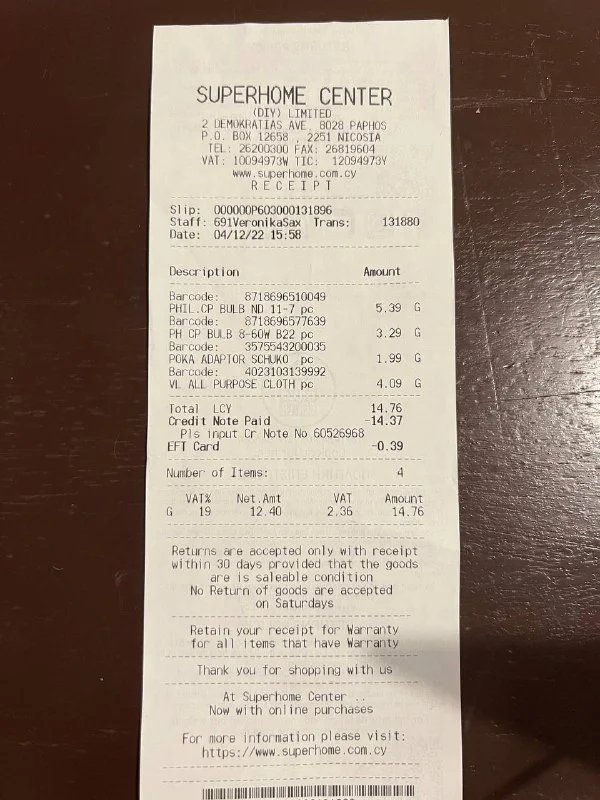 SUPERHOME CENTER
(DIY) LIMITED
2 DEMOKRATIAS AVE, 8028 PAPHOS
P.O. BOX 12658 , 2251 NICOSIA
TEL: 26200300 FAX: 26819604
VAT: 10094973W TIC: 12094973Y
www.superhome.com.cy
R E C E I P T
Slip: 000000P603000131896
Staff: 691VeronikaSax Trans: 131880
Date: 04/12/22 15:58
Description Amount
Barcode: 8718696510049
PHIL.CP BULB ND 11-7 pc 5.39 G
Barcode: 8718696577639
PH CP BULB 8-60W B22 pc 3.29 G
Barcode: 3575543200035
POKA ADAPTOR SCHUKO pc 1.99 G
Barcode: 4023103139992
VL ALL PURPOSE CLOTH pc 4.09 G
Total LCY 14.76
Credit Note Paid -14.37
Pls input Cr Note No 60526968
EFT Card -0.39
Number of Items: 4
VAT% Net.Amt VAT Amount
G 19 12.40 2.36 14.76
Returns are accepted only with receipt
within 30 days provided that the goods
are is saleable condition
No Return of goods are accepted
on Saturdays
Retain your receipt for Warranty
for all items that have Warranty
Thank you for shopping with us
At Superhome Center ..
Now with online purchases
For more information please visit:
https://www.superhome.com.cy